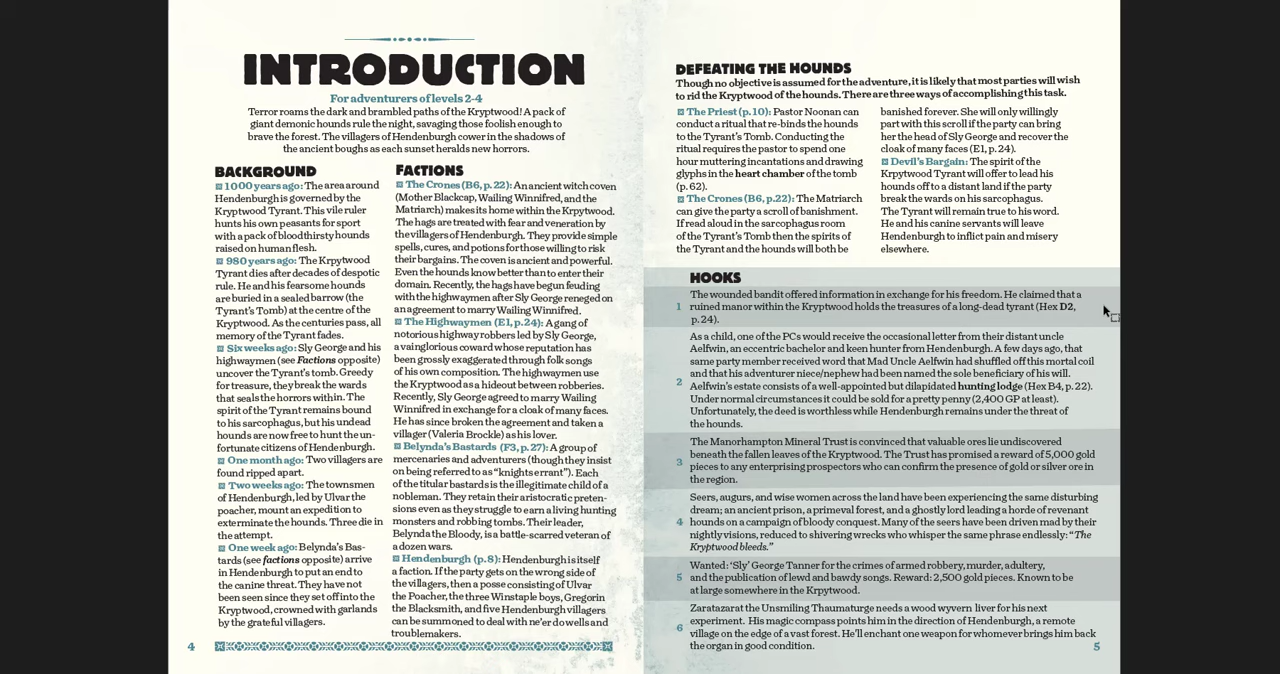 INTRODUCTION
For adventurers of levels 2-4
Terror roams the dark and brambled paths of the Kryptwood! A pack of
giant demonic hounds rule the night, savaging those foolish enough to
brave the forest. The villagers of Hendenburgh cower in the shadows of
the ancient boughs as each sunset heralds new horrors.
BACKGROUND
1000 years ago: The area around
Hendenburgh is governed by the
Kryptwood Tyrant. This vile ruler
hunts his own peasants for sport
with a pack of bloodthirsty hounds
raised on human flesh.
980 years ago: The Krpytwood
Tyrant dies after decades of despotic
rule. He and his fearsome hounds
are buried in a sealed barrow (the
Tyrant's Tomb) at the centre of the
Kryptwood. As the centuries pass, all
memory of the Tyrant fades.
Six weeks ago: Sly George and his
highwaymen (see Factions opposite)
uncover the Tyrant's tomb. Greedy
for treasure, they break the wards
that seals the horrors within. The
spirit of the Tyrant remains bound
to his sarcophagus, but his undead
hounds are now free to hunt the un-
fortunate citizens of Hendenburgh.
One month ago: Two villagers are
found ripped apart.
Two weeks ago: The townsmen
of Hendenburgh, led by Ulvar the
poacher, mount an expedition to
exterminate the hounds. Three die in
the attempt.
One week ago: Belynda's Bas-
tards (see factions opposite) arrive
in Hendenburgh to put an end to
the canine threat. They have not
been seen since they set off into the
Kryptwood, crowned with garlands
by the grateful villagers.
FACTIONS
The Crones (B6, p.22): An ancient witch coven
(Mother Blackcap, Wailing Winnifred, and the
Matriarch) makes its home within the Krpytwood.
The hags are treated with fear and veneration by
the villagers of Hendenburgh. They provide simple
spells, cures, and potions for those willing to risk
their bargains. The coven is ancient and powerful.
Even the hounds know better than to enter their
domain. Recently, the hags have begun feuding
with the highwaymen after Sly George reneged on
an agreement to marry Wailing Winnifred.
The Highwaymen (E1, p.24): A gang of
notorious highway robbers led by Sly George,
a vainglorious coward whose reputation has
been grossly exaggerated through folk songs
of his own composition. The highwaymen use
the Kryptwood as a hideout between robberies.
Recently, Sly George agreed to marry Wailing
Winnifred in exchange for a cloak of many faces.
He has since broken the agreement and taken a
villager (Valeria Brockle) as his lover.
Belynda's Bastards (F3, p.27): A group of
mercenaries and adventurers (though they insist
on being referred to as "knights errant"). Each
of the titular bastards is the illegitimate child of a
nobleman. They retain their aristocratic preten-
sions even as they struggle to earn a living hunting
monsters and robbing tombs. Their leader,
Belynda the Bloody, is a battle-scarred veteran of
a dozen wars.
Hendenburgh (p.8): Hendenburgh is itself
a faction. If the party gets on the wrong side of
the villagers, then a posse consisting of Ulvar
the Poacher, the three Winstaple boys, Gregorin
the Blacksmith, and five Hendenburgh villagers
can be summoned to deal with ne'er do wells and
troublemakers.
4
DEFEATING THE HOUNDS
Though no objective is assumed for the adventure, it is likely that most parties will wish
to rid the Kryptwood of the hounds. There are three ways of accomplishing this task.
The Priest (p.10): Pastor Noonan can
conduct a ritual that re-binds the hounds
to the Tyrant's Tomb. Conducting the
ritual requires the pastor to spend one
hour muttering incantations and drawing
glyphs in the heart chamber of the tomb
(p. 62).
The Crones (B6, p.22): The Matriarch
can give the party a scroll of banishment.
If read aloud in the sarcophagus room
of the Tyrant's Tomb then the spirits of
the Tyrant and the hounds will both be
banished forever. She will only willingly
part with this scroll if the party can bring
her the head of Sly George and recover the
cloak of many faces (E1, p. 24).
Devil's Bargain: The spirit of the
Kryptwood Tyrant will offer to lead his
hounds off to a distant land if the party
break the wards on his sarcophagus.
The Tyrant will remain true to his word.
He and his canine servants will leave
Hendenburgh to inflict pain and misery
elsewhere.
HOOKS
1
The wounded bandit offered information in exchange for his freedom. He claimed that a
ruined manor within the Kryptwood holds the treasures of a long-dead tyrant (Hex D2,
p. 24).
2
As a child, one of the PCs would receive the occasional letter from their distant uncle
Aelfwin, an eccentric bachelor and keen hunter from Hendenburgh. A few days ago, that
same party member received word that Mad Uncle Aelfwin had shuffled off this mortal coil
and that his adventurer niece/nephew had been named the sole beneficiary of his will.
Aelfwin's estate consists of a well-appointed but dilapidated hunting lodge (Hex B4, p. 22).
Under normal circumstances it could be sold for a pretty penny (2,400 GP at least).
Unfortunately, the deed is worthless while Hendenburgh remains under the threat of
the hounds.
3
The Manorhampton Mineral Trust is convinced that valuable ores lie undiscovered
beneath the fallen leaves of the Kryptwood. The Trust has promised a reward of 5,000 gold
pieces to any enterprising prospectors who can confirm the presence of gold or silver ore in
the region.
4
Seers, augurs, and wise women across the land have been experiencing the same disturbing
dream; an ancient prison, a primeval forest, and a ghostly lord leading a horde of revenant
hounds on a campaign of bloody conquest. Many of the seers have been driven mad by their
nightly visions, reduced to shivering wrecks who whisper the same phrase endlessly: "The
Kryptwood bleeds."
5
Wanted: 'Sly' George Tanner for the crimes of armed robbery, murder, adultery,
and the publication of lewd and bawdy songs. Reward: 2,500 gold pieces. Known to be
at large somewhere in the Krpytwood.
6
Zaratazarat the Unsmiling Thaumaturge needs a wood wyvern liver for his next
experiment. His magic compass points him in the direction of Hendenburgh, a remote
village on the edge of a vast forest. He'll enchant one weapon for whomever brings him back
the organ in good condition.
5